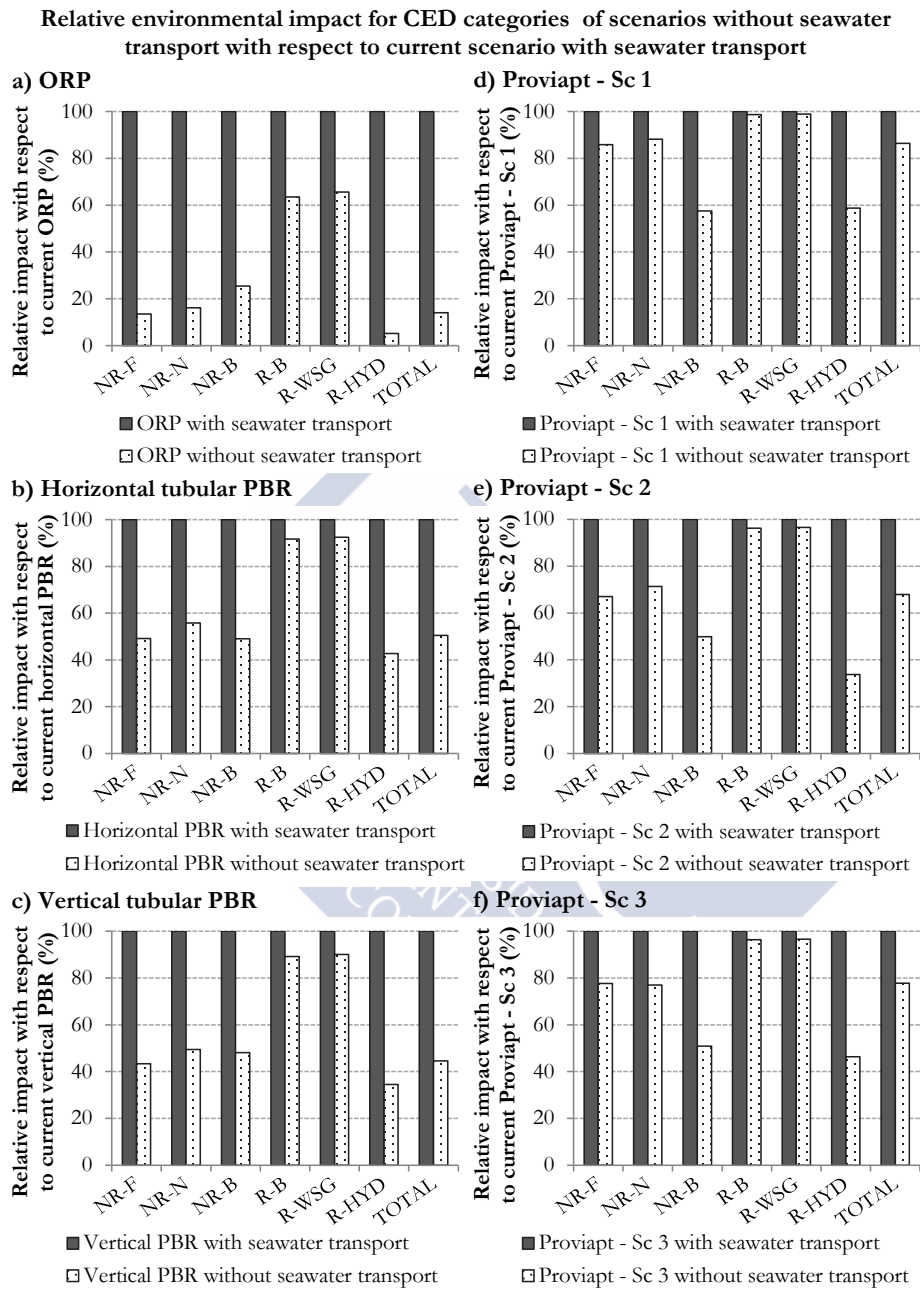 Relative environmental impact for CED categories of scenarios without seawater
transport with respect to current scenario with seawater transport
a) ORP
Relative impact with respect
to current ORP (%)
100
80
60
40
20
0
NR-F
NR-N
NR-B
R-B
R-WSG
R-HYD
TOTAL
ORP with seawater transport
ORP without seawater transport
b) Horizontal tubular PBR
Relative impact with respect
to current horizontal PBR (%)
100
80
60
40
20
0
NR-F
NR-N
NR-B
R-B
R-WSG
R-HYD
TOTAL
Horizontal PBR with seawater transport
Horizontal PBR without seawater transport
c) Vertical tubular PBR
Relative impact with respect
to current vertical PBR (%)
100
80
60
40
20
0
NR-F
NR-N
NR-B
R-B
R-WSG
R-HYD
TOTAL
Vertical PBR with seawater transport
Vertical PBR without seawater transport
d) Proviapt - Sc 1
Relative impact with respect
to current Proviapt - Sc 1 (%)
100
80
60
40
20
0
NR-F
NR-N
NR-B
R-B
R-WSG
R-HYD
TOTAL
Proviapt - Sc 1 with seawater transport
Proviapt - Sc 1 without seawater transport
e) Proviapt - Sc 2
Relative impact with respect
to current Proviapt - Sc 2 (%)
100
80
60
40
20
0
NR-F
NR-N
NR-B
R-B
R-WSG
R-HYD
TOTAL
Proviapt - Sc 2 with seawater transport
Proviapt - Sc 2 without seawater transport
f) Proviapt - Sc 3
Relative impact with respect
to current Proviapt - Sc 3 (%)
100
80
60
40
20
0
NR-F
NR-N
NR-B
R-B
R-WSG
R-HYD
TOTAL
Proviapt - Sc 3 with seawater transport
Proviapt - Sc 3 without seawater transport